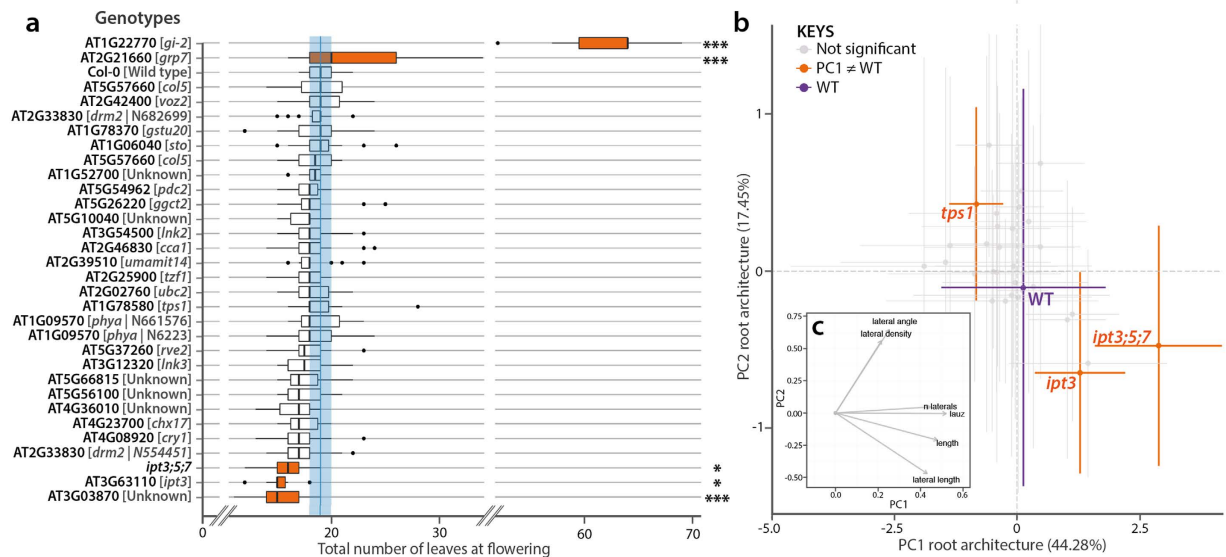 a
Genotypes
AT1G22770 [gi-2]
AT2G21660 [grp7]
Col-0 [Wild type]
AT5G57660 [col5]
AT2G42400 [voz2]
AT2G33830 [drm2 | N682699]
AT1G78370 [gstu20]
AT1G06040 [sto]
AT5G57660 [col5]
AT1G52700 [Unknown]
AT5G54962 [pdc2]
AT5G26220 [ggct2]
AT5G10040 [Unknown]
AT3G54500 [lnk2]
AT2G46830 [cca1]
AT2G39510 [umamit14]
AT2G25900 [tzf1]
AT2G02760 [ubc2]
AT1G78580 [tps1]
AT1G09570 [phya | N661576]
AT1G09570 [phya | N6223]
AT5G37260 [rve2]
AT3G12320 [lnk3]
AT5G66815 [Unknown]
AT5G56100 [Unknown]
AT4G36010 [Unknown]
AT4G23700 [chx17]
AT4G08920 [cry1]
AT2G33830 [drm2 | N554451]
ipt3;5;7
AT3G63110 [ipt3]
AT3G03870 [Unknown]
***
***
*
*
***
0 20 30 60 70
Total number of leaves at flowering
b
KEYS
Not significant
PC1 ≠ WT
WT
PC2 root architecture (17.45%)
1
0
-1
tps1
WT
ipt3;5;7
ipt3
-5.0 -2.5 0 2.5
PC1 root architecture (44.28%)
c
lateral angle
lateral density
n laterals
lauz
length
lateral length
PC2
0.75
0.50
0.25
0.00
-0.25
-0.50
0.0 0.2 0.4 0.6
PC1